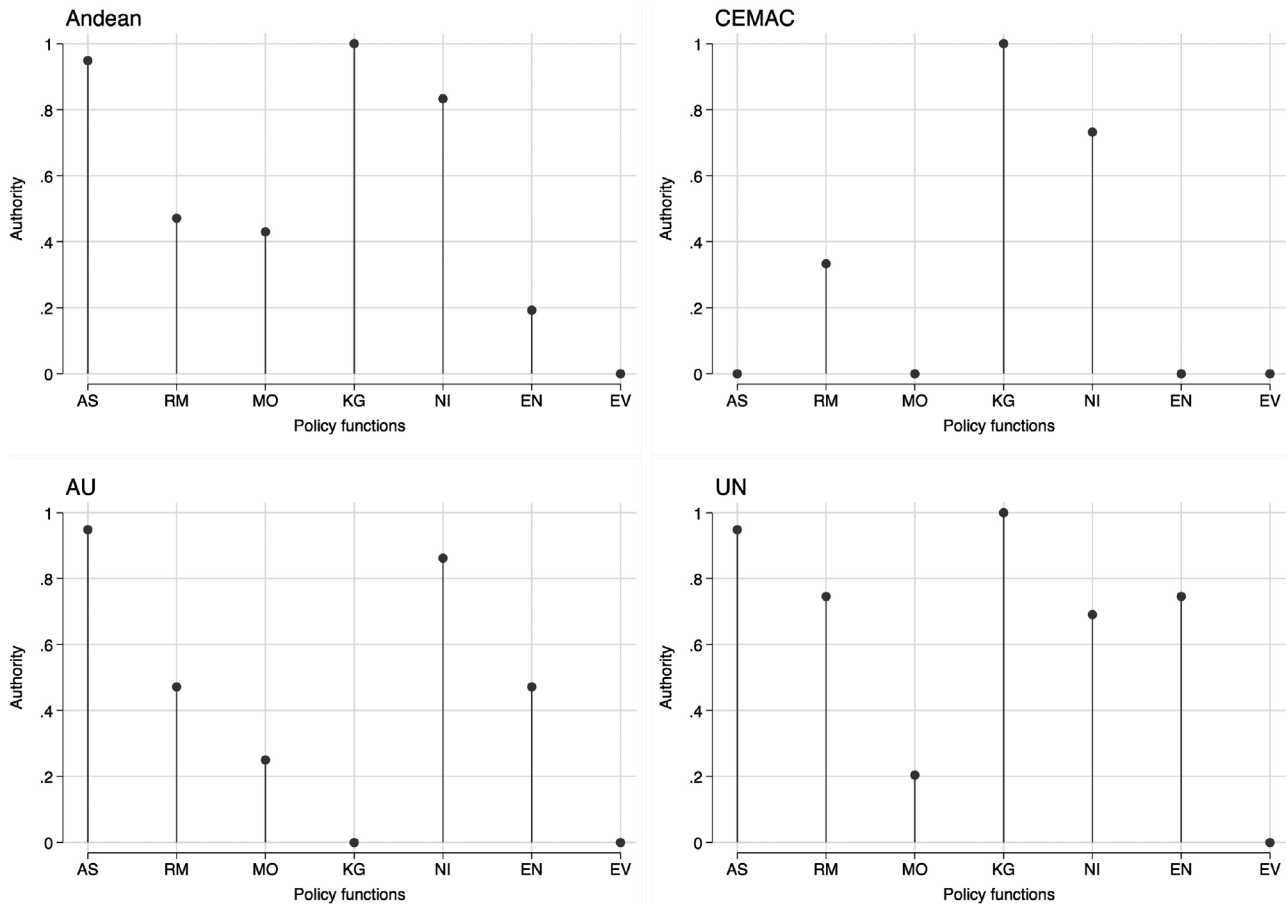 Andean
1
.8
.6
.4
.2
0
Authority
AS RM MO KG NI EN EV
Policy functions
CEMAC
1
.8
.6
.4
.2
0
Authority
AS RM MO KG NI EN EV
Policy functions
AU
1
.8
.6
.4
.2
0
Authority
AS RM MO KG NI EN EV
Policy functions
UN
1
.8
.6
.4
.2
0
Authority
AS RM MO KG NI EN EV
Policy functions